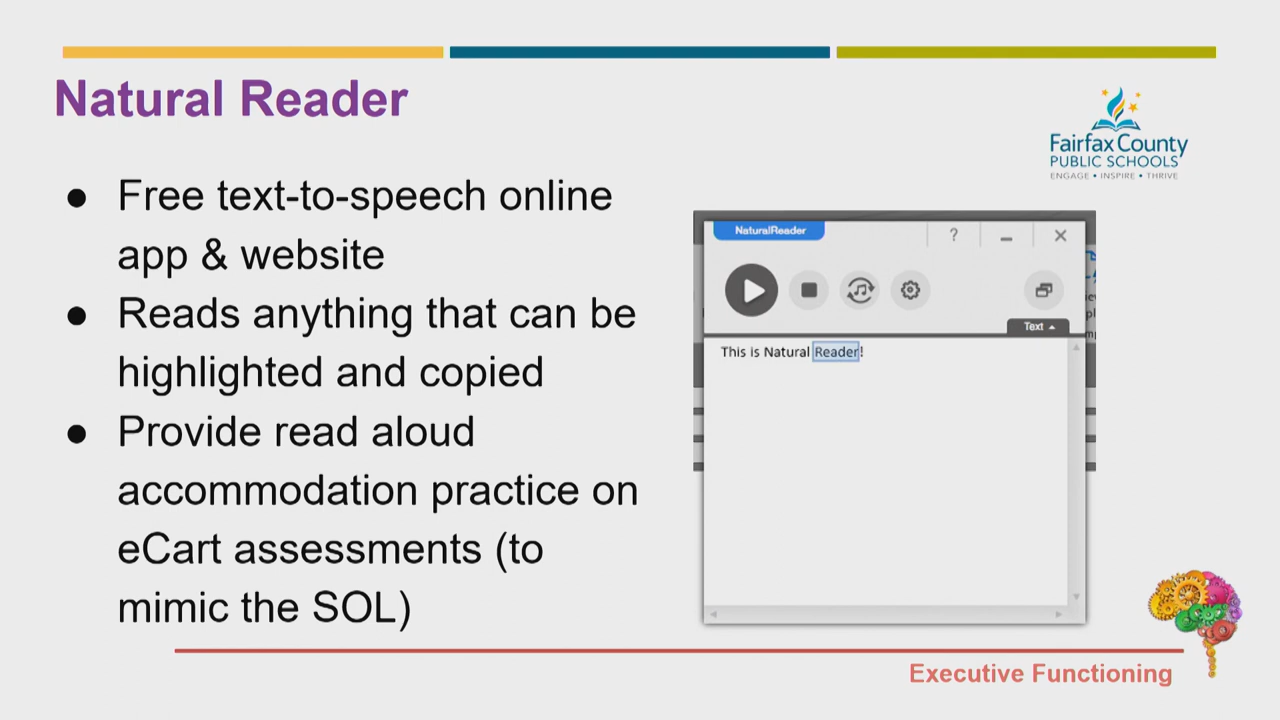 Natural Reader
Fairfax County
PUBLIC SCHOOLS
ENGAGE • INSPIRE • THRIVE
● Free text-to-speech online
app & website
● Reads anything that can be
highlighted and copied
● Provide read aloud
accommodation practice on
eCart assessments (to
mimic the SOL)
NaturalReader
?
Text
This is Natural Reader!
Executive Functioning